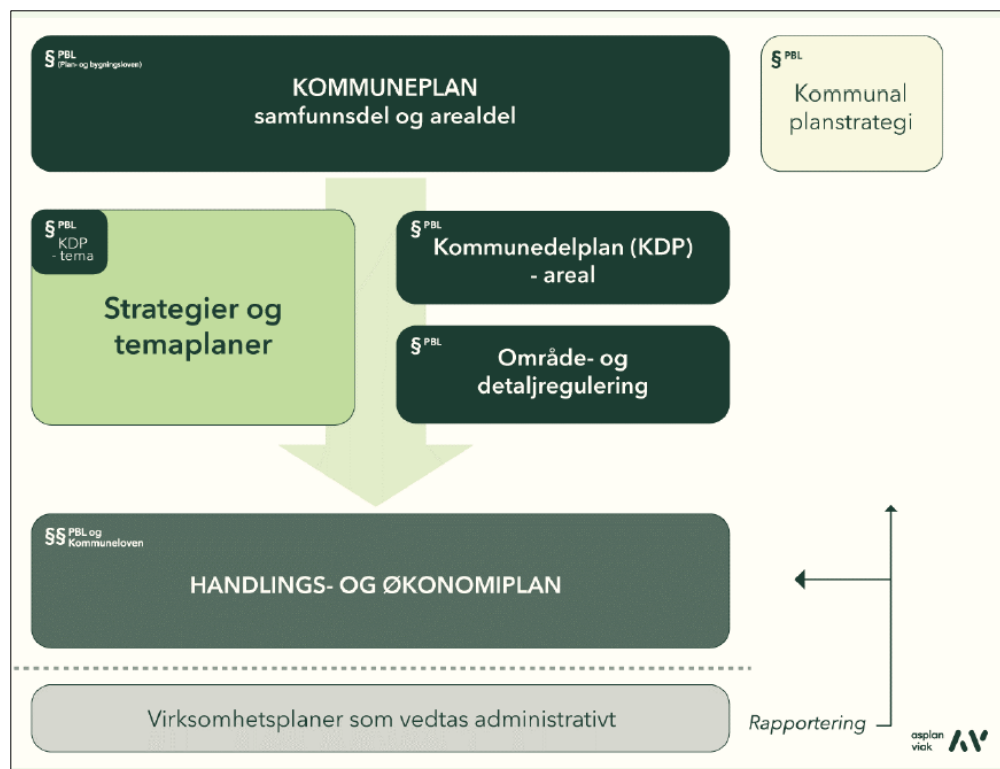 § PBL
(Plan- og bygningsloven)
KOMMUNEPLAN
samfunnsdel og arealdel
§ PBL
Kommunal
planstrategi
§ PBL
KDP
- tema
Strategier og
temaplaner
§ PBL
Kommunedelplan (KDP)
- areal
§ PBL
Område- og
detaljregulering
§§ PBL og
Kommuneloven
HANDLINGS- OG ØKONOMIPLAN
Virksomhetsplaner som vedtas administrativt
Rapportering
asplan
viak